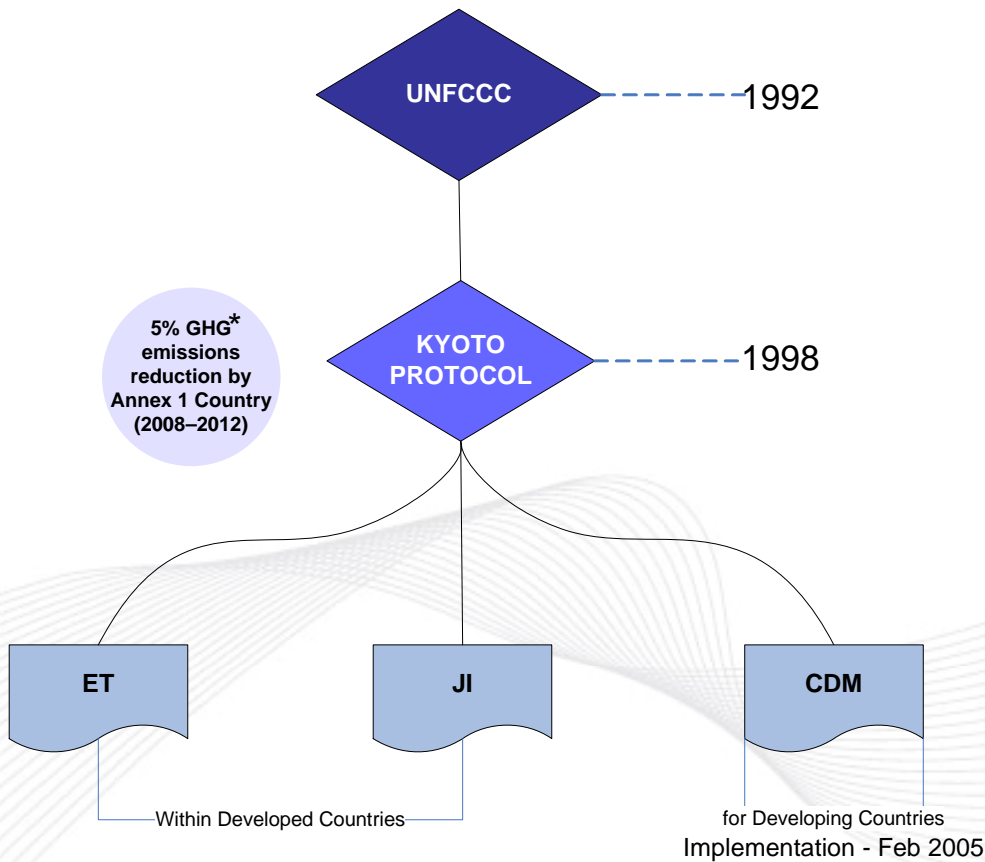 UNFCCC
1992
5% GHG*
emissions
reduction by
Annex 1 Country
(2008–2012)
KYOTO
PROTOCOL
1998
ET
JI
CDM
Within Developed Countries
for Developing Countries
Implementation - Feb 2005